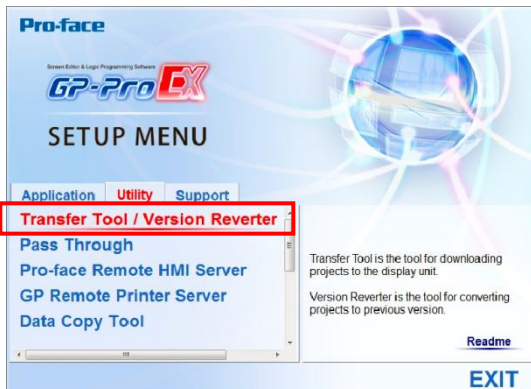 Pro-face
Screen Editor & Logic Programming Software
GP-Pro EX
SETUP MENU
Application Utility Support
Transfer Tool / Version Reverter
Pass Through
Pro-face Remote HMI Server
GP Remote Printer Server
Data Copy Tool
Transfer Tool is the tool for downloading
projects to the display unit.
Version Reverter is the tool for converting
projects to previous version.
Readme
EXIT